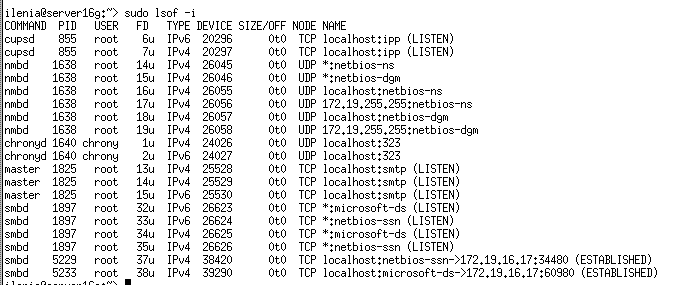 ilenia@server16g:~> sudo lsof -i
COMMAND  PID   USER   FD   TYPE DEVICE SIZE/OFF NODE NAME
cupsd    855   root    6u  IPv6  20296      0t0  TCP localhost:ipp (LISTEN)
cupsd    855   root    7u  IPv4  20297      0t0  TCP localhost:ipp (LISTEN)
nmbd    1638   root   14u  IPv4  26045      0t0  UDP *:netbios-ns
nmbd    1638   root   15u  IPv4  26046      0t0  UDP *:netbios-dgm
nmbd    1638   root   16u  IPv4  26055      0t0  UDP localhost:netbios-ns
nmbd    1638   root   17u  IPv4  26056      0t0  UDP 172.19.255.255:netbios-ns
nmbd    1638   root   18u  IPv4  26057      0t0  UDP localhost:netbios-dgm
nmbd    1638   root   19u  IPv4  26058      0t0  UDP 172.19.255.255:netbios-dgm
chronyd 1640 chrony    1u  IPv4  24026      0t0  UDP localhost:323
chronyd 1640 chrony    2u  IPv6  24027      0t0  UDP localhost:323
master  1825   root   13u  IPv4  25528      0t0  TCP localhost:smtp (LISTEN)
master  1825   root   14u  IPv4  25529      0t0  TCP localhost:smtp (LISTEN)
master  1825   root   15u  IPv6  25530      0t0  TCP localhost:smtp (LISTEN)
smbd    1897   root   32u  IPv6  26623      0t0  TCP *:microsoft-ds (LISTEN)
smbd    1897   root   33u  IPv6  26624      0t0  TCP *:netbios-ssn (LISTEN)
smbd    1897   root   34u  IPv4  26625      0t0  TCP *:microsoft-ds (LISTEN)
smbd    1897   root   35u  IPv4  26626      0t0  TCP *:netbios-ssn (LISTEN)
smbd    5229   root   37u  IPv4  38420      0t0  TCP localhost:netbios-ssn->172.19.16.17:34480 (ESTABLISHED)
smbd    5233   root   38u  IPv4  39290      0t0  TCP localhost:microsoft-ds->172.19.16.17:60980 (ESTABLISHED)
ilenia@server16g:~>